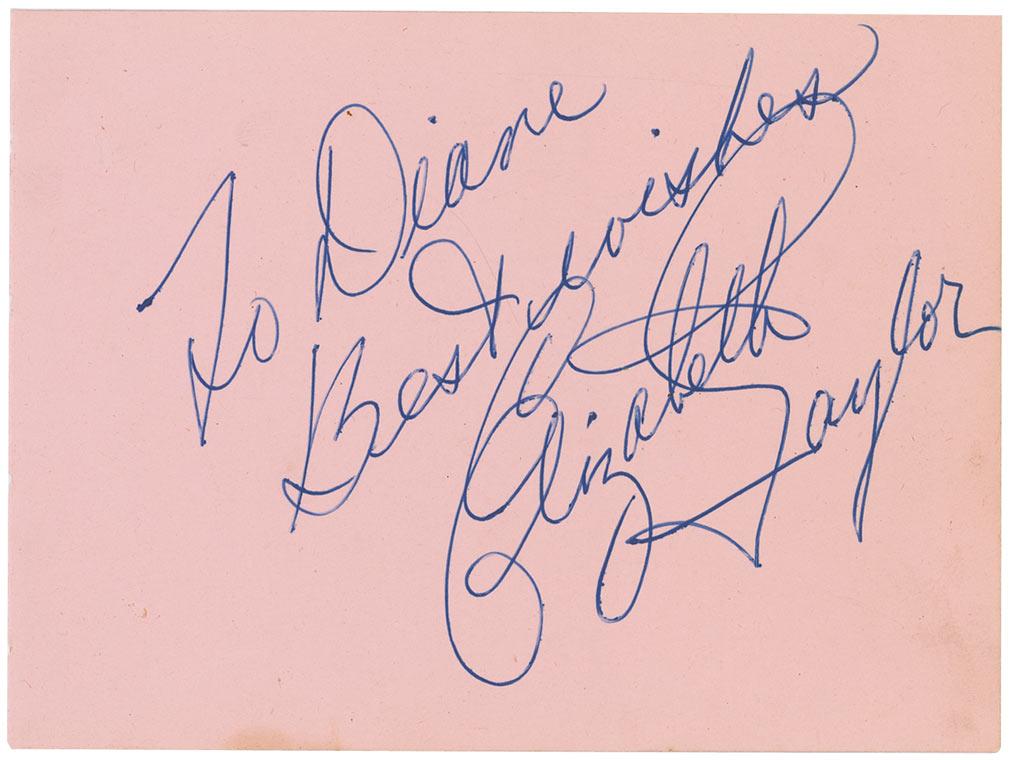 To Diane
Best wishes
Elizabeth
Taylor